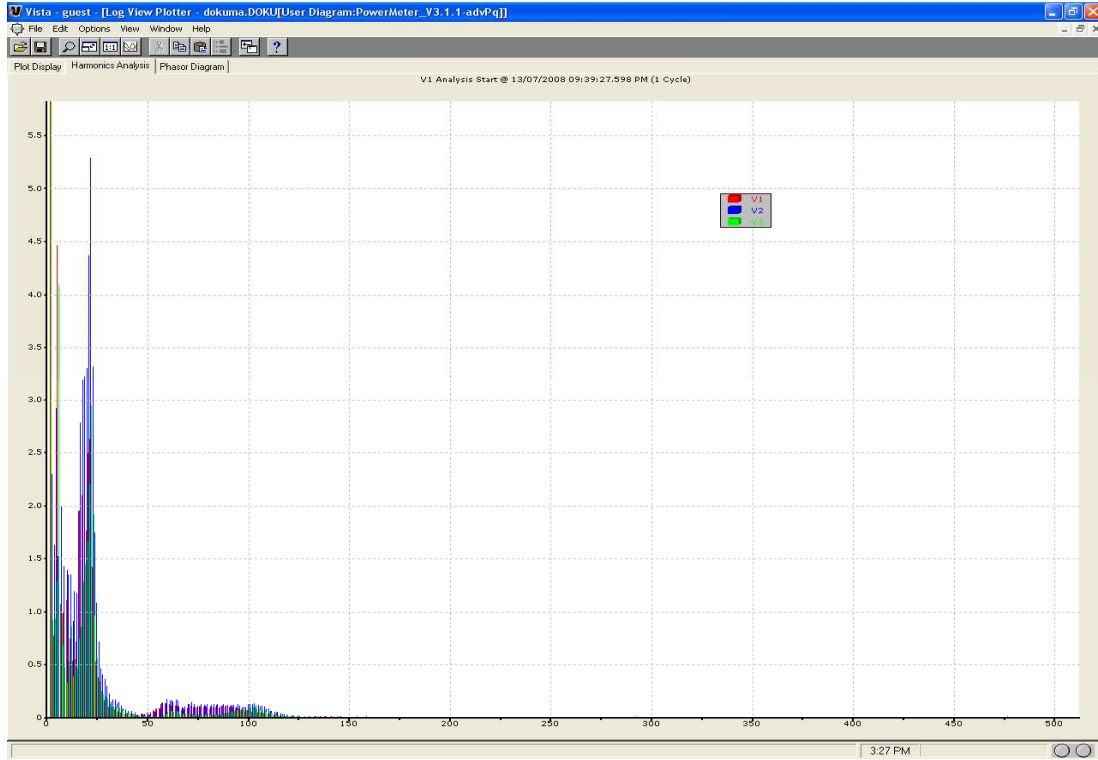 Vista - guest - [Log View Plotter - dokuma.DOKU[User Diagram:PowerMeter_V3.1.1-advPq]]
File Edit Options View Window Help
Plot Display Harmonics Analysis Phasor Diagram
V1 Analysis Start @ 13/07/2008 09:39:27.598 PM (1 Cycle)
5.5
5.0
V1
V2
V3
4.5
4.0
3.5
3.0
2.5
2.0
1.5
1.0
0.5
0
0 50 100 150 200 250 300 350 400 450 500
3:27 PM